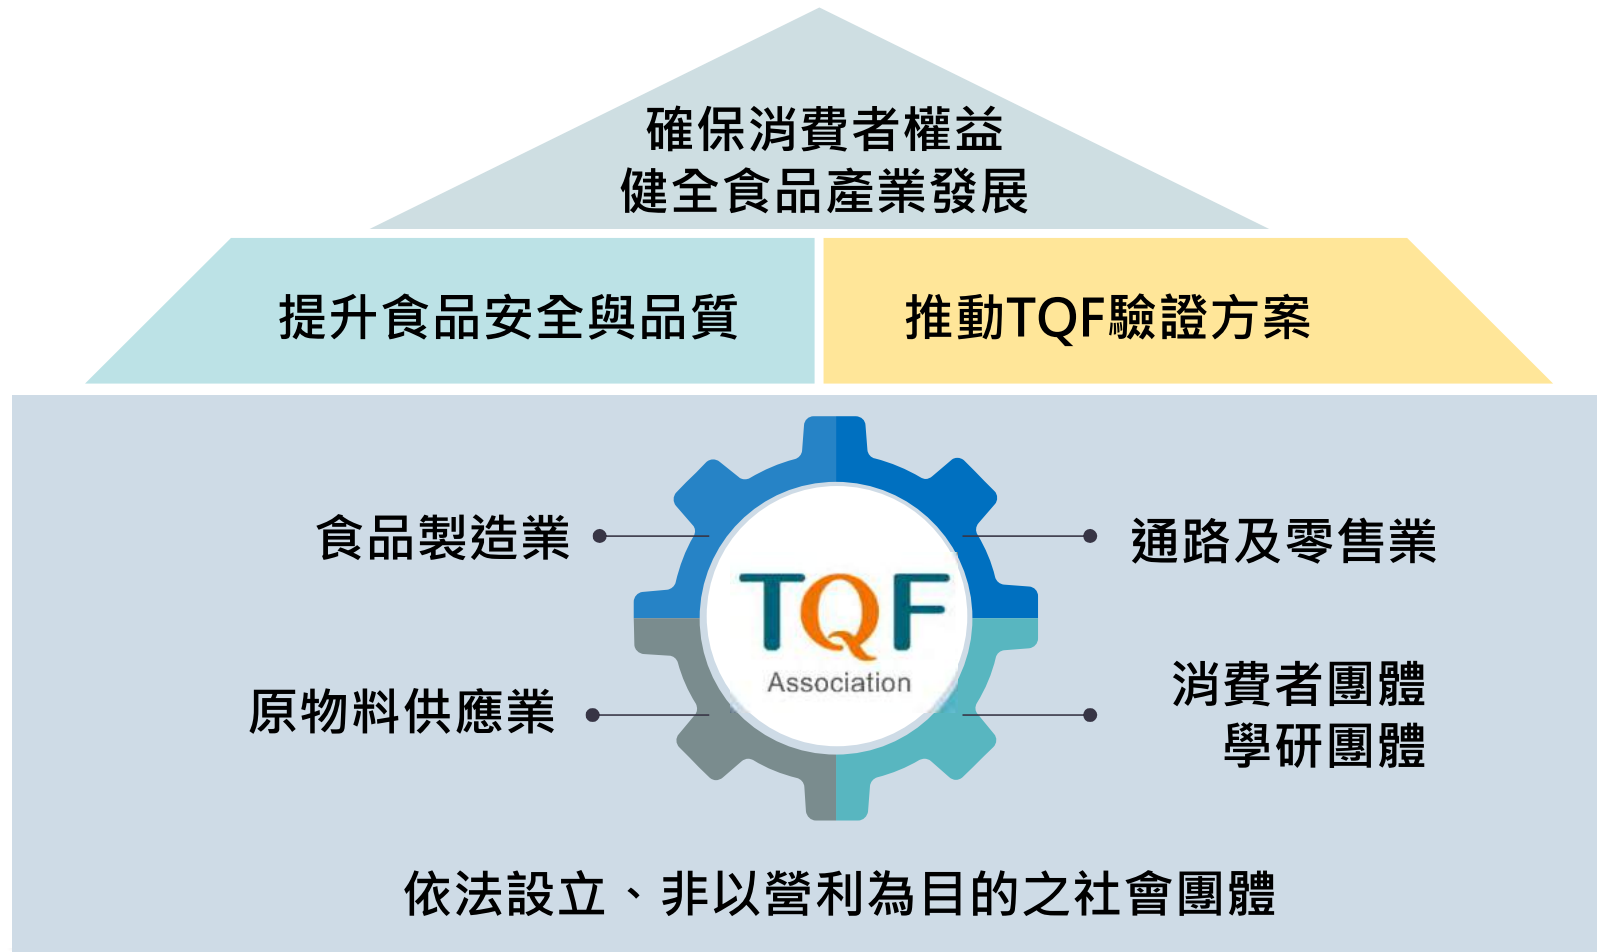 確保消費者權益
健全食品產業發展
提升食品安全與品質
推動TQF驗證方案
食品製造業
通路及零售業
TQF
Association
原物料供應業
消費者團體
學研團體
依法設立、非以營利為目的之社會團體